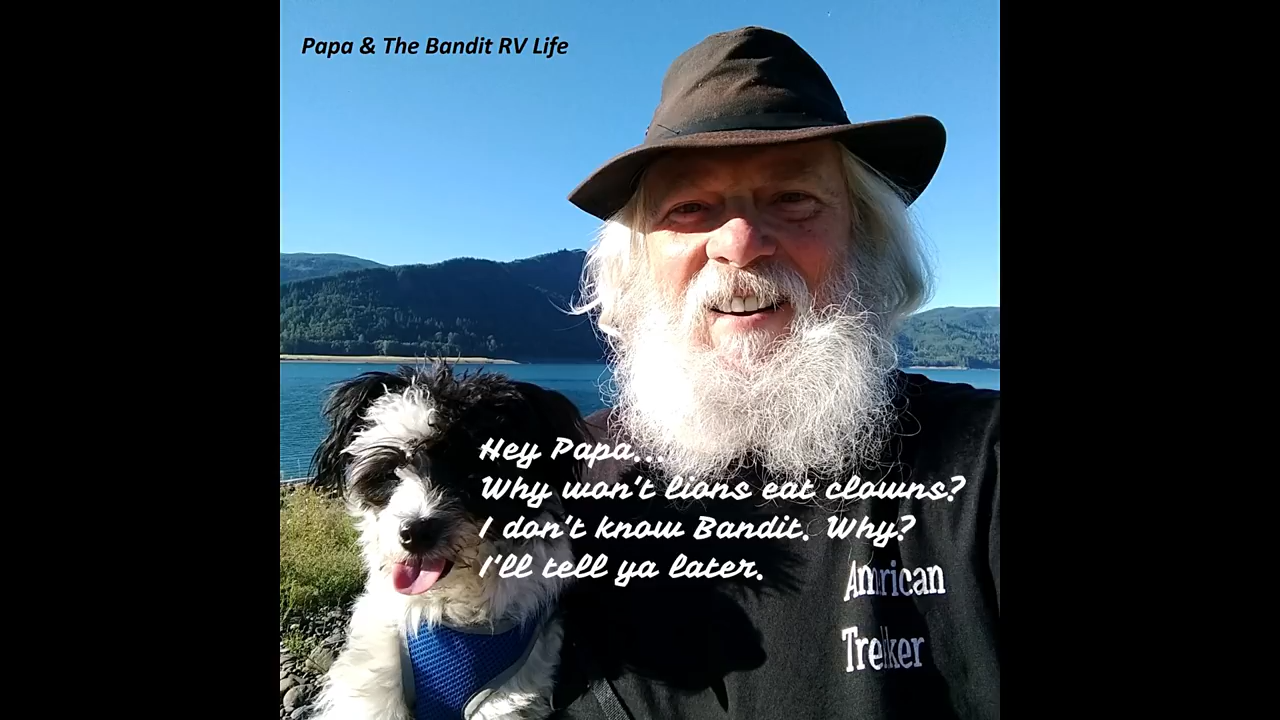 Papa & The Bandit RV Life
Hey Papa...
Why won't lions eat clowns?
I don't know Bandit. Why?
I'll tell ya later.
American
Trekker